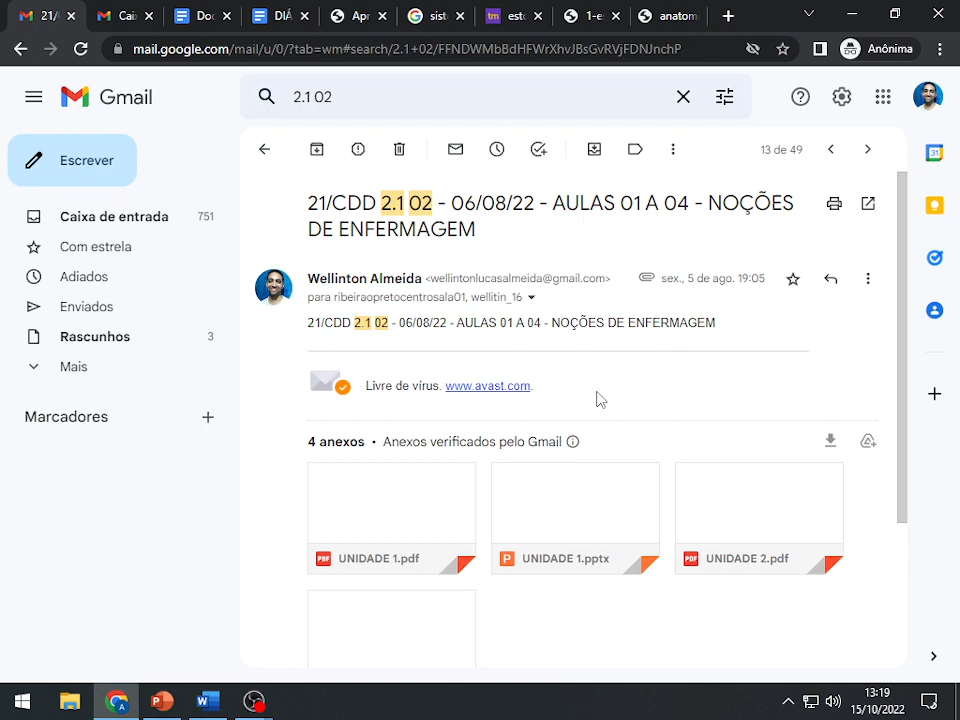 21/
Cai
Doc
DIÁ
Apr
sist
tm
esto
1-e
anatom
mail.google.com/mail/u/0/?tab=wm#search/2.1+02/FFNDWMbBdHFWrXhvJBsGvRVjFDNJnchP
Anônima
Gmail
2.1 02
Escrever
13 de 49
31
21/CDD 2.1 02 - 06/08/22 - AULAS 01 A 04 - NOÇÕES
DE ENFERMAGEM
Caixa de entrada 751
Com estrela
Adiados
Enviados
Rascunhos 3
Mais
Marcadores
Wellinton Almeida <wellintonlucasalmeida@gmail.com> sex., 5 de ago. 19:05
para ribeiraopretocentrosala01, wellitin_16
21/CDD 2.1 02 - 06/08/22 - AULAS 01 A 04 - NOÇÕES DE ENFERMAGEM
Livre de vírus. www.avast.com.
4 anexos • Anexos verificados pelo Gmail
PDF UNIDADE 1.pdf
P UNIDADE 1.pptx
PDF UNIDADE 2.pdf
A
P
W
13:19
15/10/2022